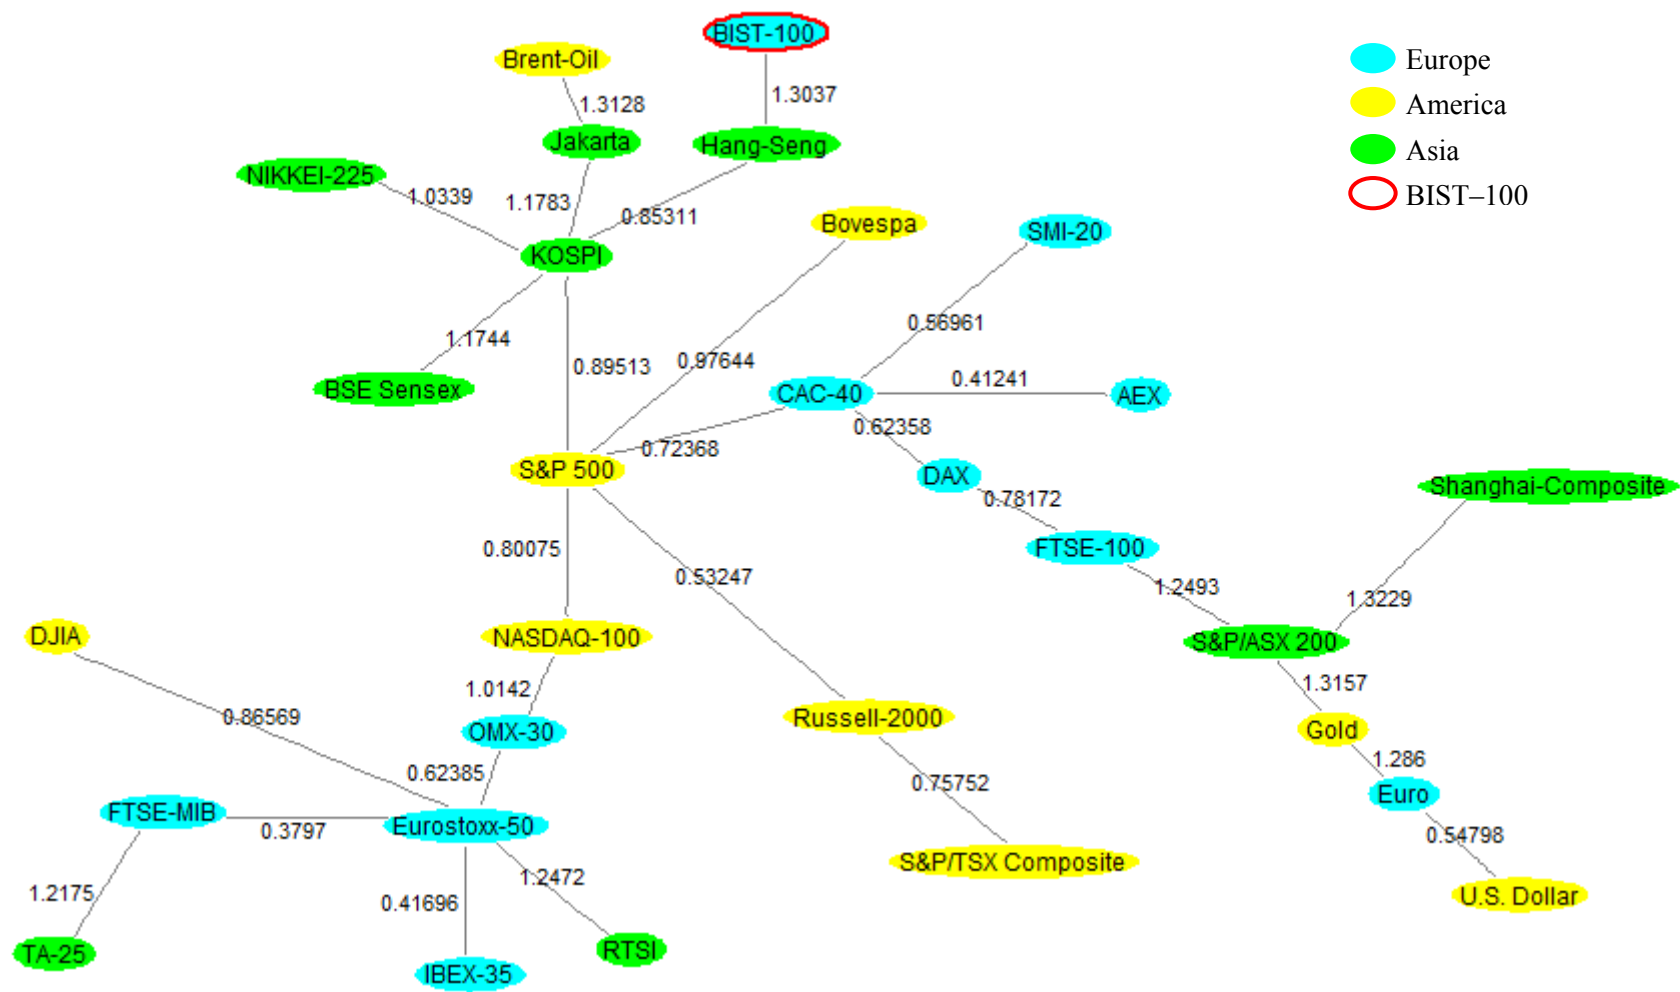 BIST-100
Brent-Oil
Europe
1.3128
1.3037
America
Jakarta
Hang-Seng
Asia
NIKKEI-225
1.0339
1.1783
0.85311
BIST–100
Bovespa
SMI-20
KOSPI
1.1744
0.56961
0.89513
0.97644
BSE Sensex
CAC-40
0.41241
AEX
0.62358
0.72368
S&P 500
DAX
0.78172
Shanghai-Composite
0.80075
FTSE-100
0.53247
1.2493
1.3229
DJIA
NASDAQ-100
S&P/ASX 200
1.0142
1.3157
0.86569
OMX-30
Russell-2000
Gold
0.62385
1.286
0.75752
Euro
FTSE-MIB
0.3797
Eurostoxx-50
0.54798
S&P/TSX Composite
1.2175
0.41696
1.2472
U.S. Dollar
TA-25
IBEX-35
RTSI